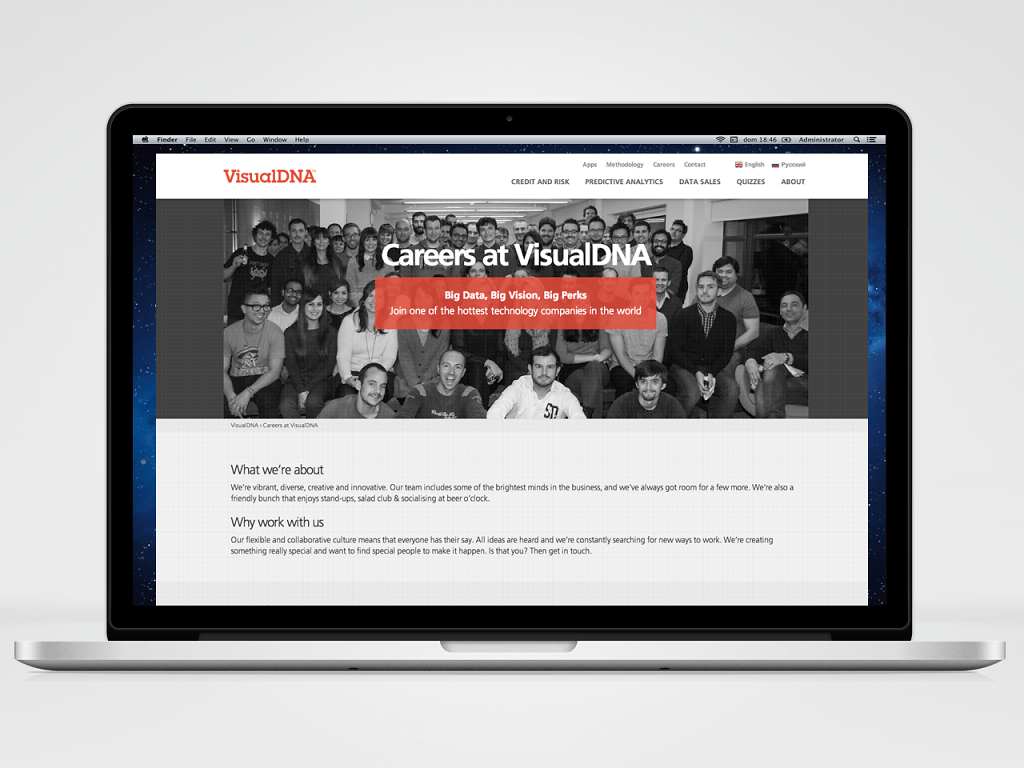 Finder File Edit View Go Window Help dom 18:46 Administrator
Apps Methodology Careers Contact English Русский
VisualDNA
CREDIT AND RISK PREDICTIVE ANALYTICS DATA SALES QUIZZES ABOUT
Careers at VisualDNA
Big Data, Big Vision, Big Perks
Join one of the hottest technology companies in the world
SD
VisualDNA › Careers at VisualDNA
What we're about
We're vibrant, diverse, creative and innovative. Our team includes some of the brightest minds in the business, and we've always got room for a few more. We're also a
friendly bunch that enjoys stand-ups, salad club & socialising at beer o'clock.
Why work with us
Our flexible and collaborative culture means that everyone has their say. All ideas are heard and we're constantly searching for new ways to work. We're creating
something really special and want to find special people to make it happen. Is that you? Then get in touch.